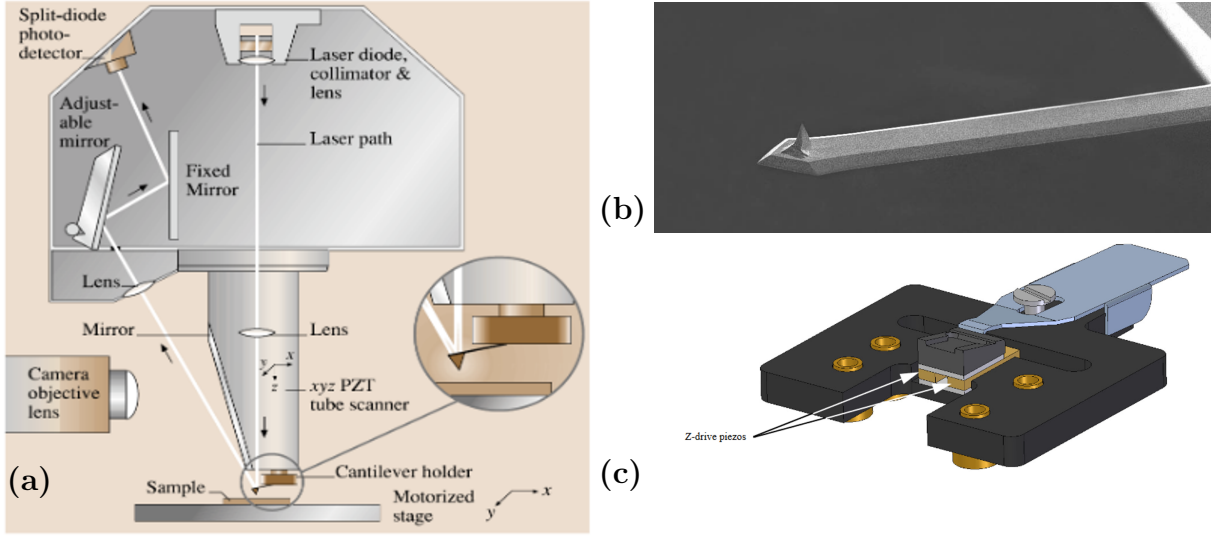 Split-diode
photo-
detector
Laser diode,
collimator &
lens
Adjust-
able
mirror
Laser path
Fixed
Mirror
(b)
Lens
Mirror
Lens
y x
z
xyz PZT
tube scanner
Camera
objective
lens
Z-drive piezos
(a)
Cantilever holder
(c)
Sample
Motorized
stage
x
y